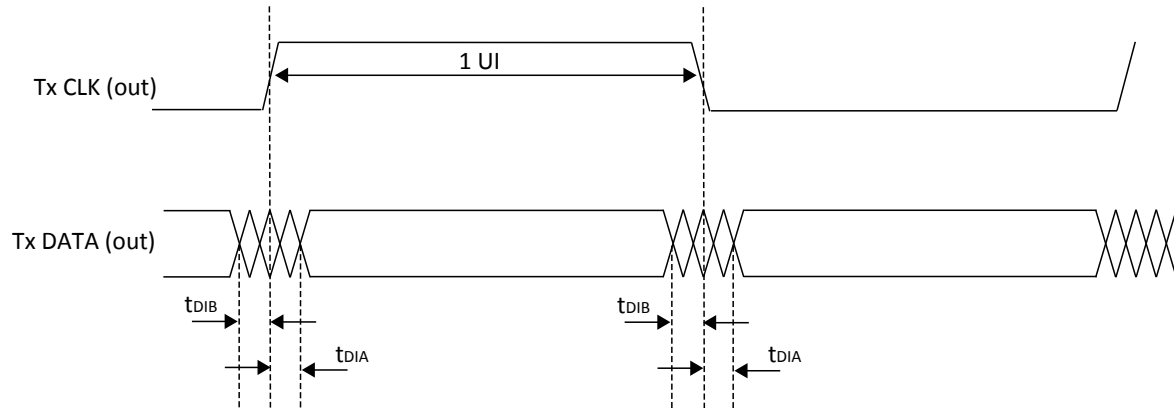 1 UI
Tx CLK (out)
Tx DATA (out)
tDIB
tDIB
tDIA
tDIA